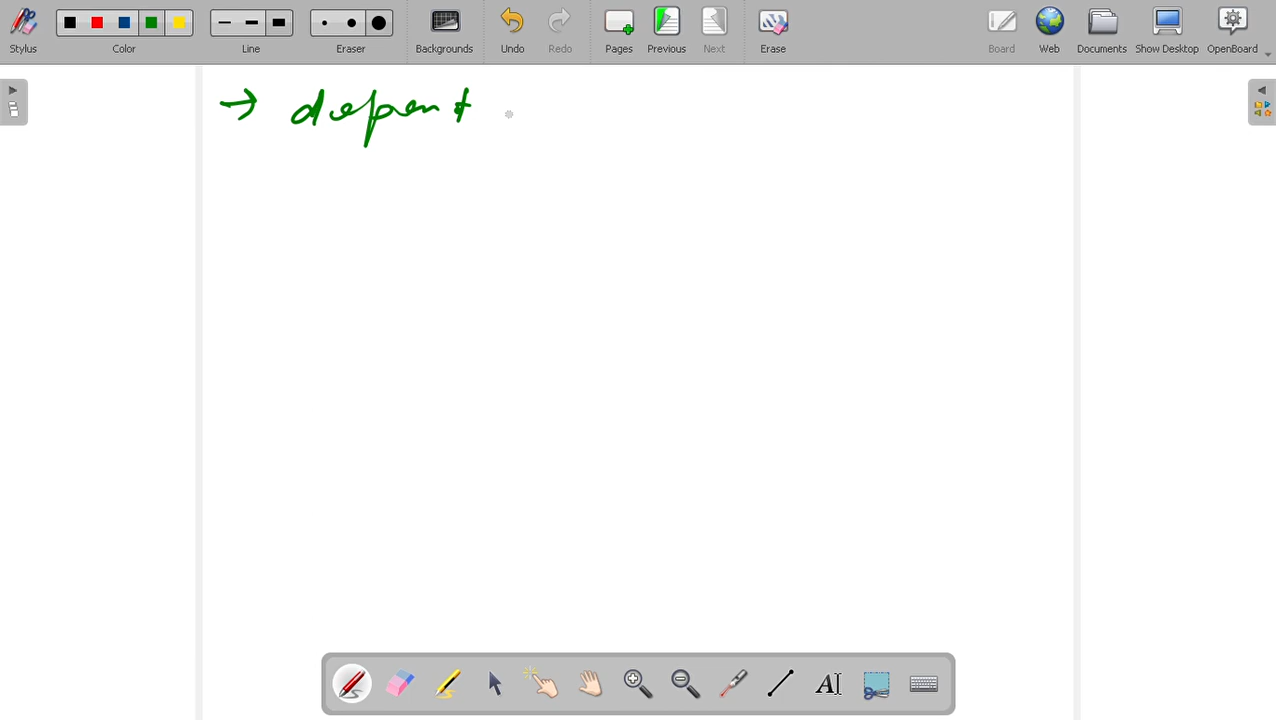 Stylus
Color
Line
Eraser
Backgrounds
Undo
Redo
Pages
Previous
Next
Erase
Board
Web
Documents
Show Desktop
OpenBoard
→ depent